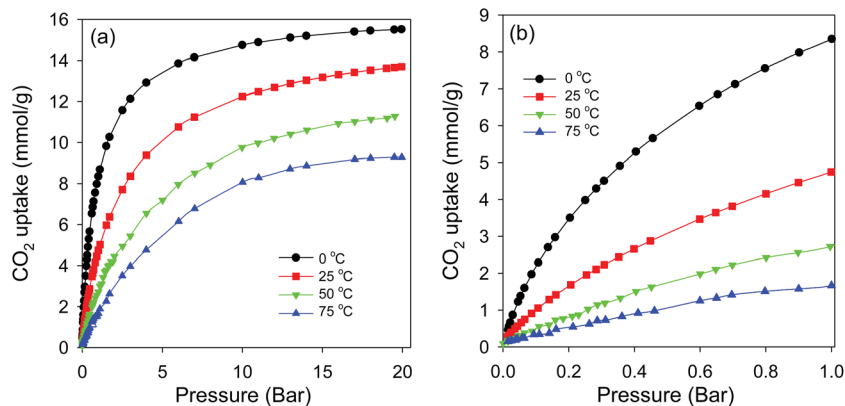 (a)
CO2 uptake (mmol/g)
16
14
12
10
8
6
4
2
0
0 °C
25 °C
50 °C
75 °C
0 5 10 15 20
Pressure (Bar)
(b)
CO2 uptake (mmol/g)
9
8
7
6
5
4
3
2
1
0
0 °C
25 °C
50 °C
75 °C
0.0 0.2 0.4 0.6 0.8 1.0
Pressure (Bar)